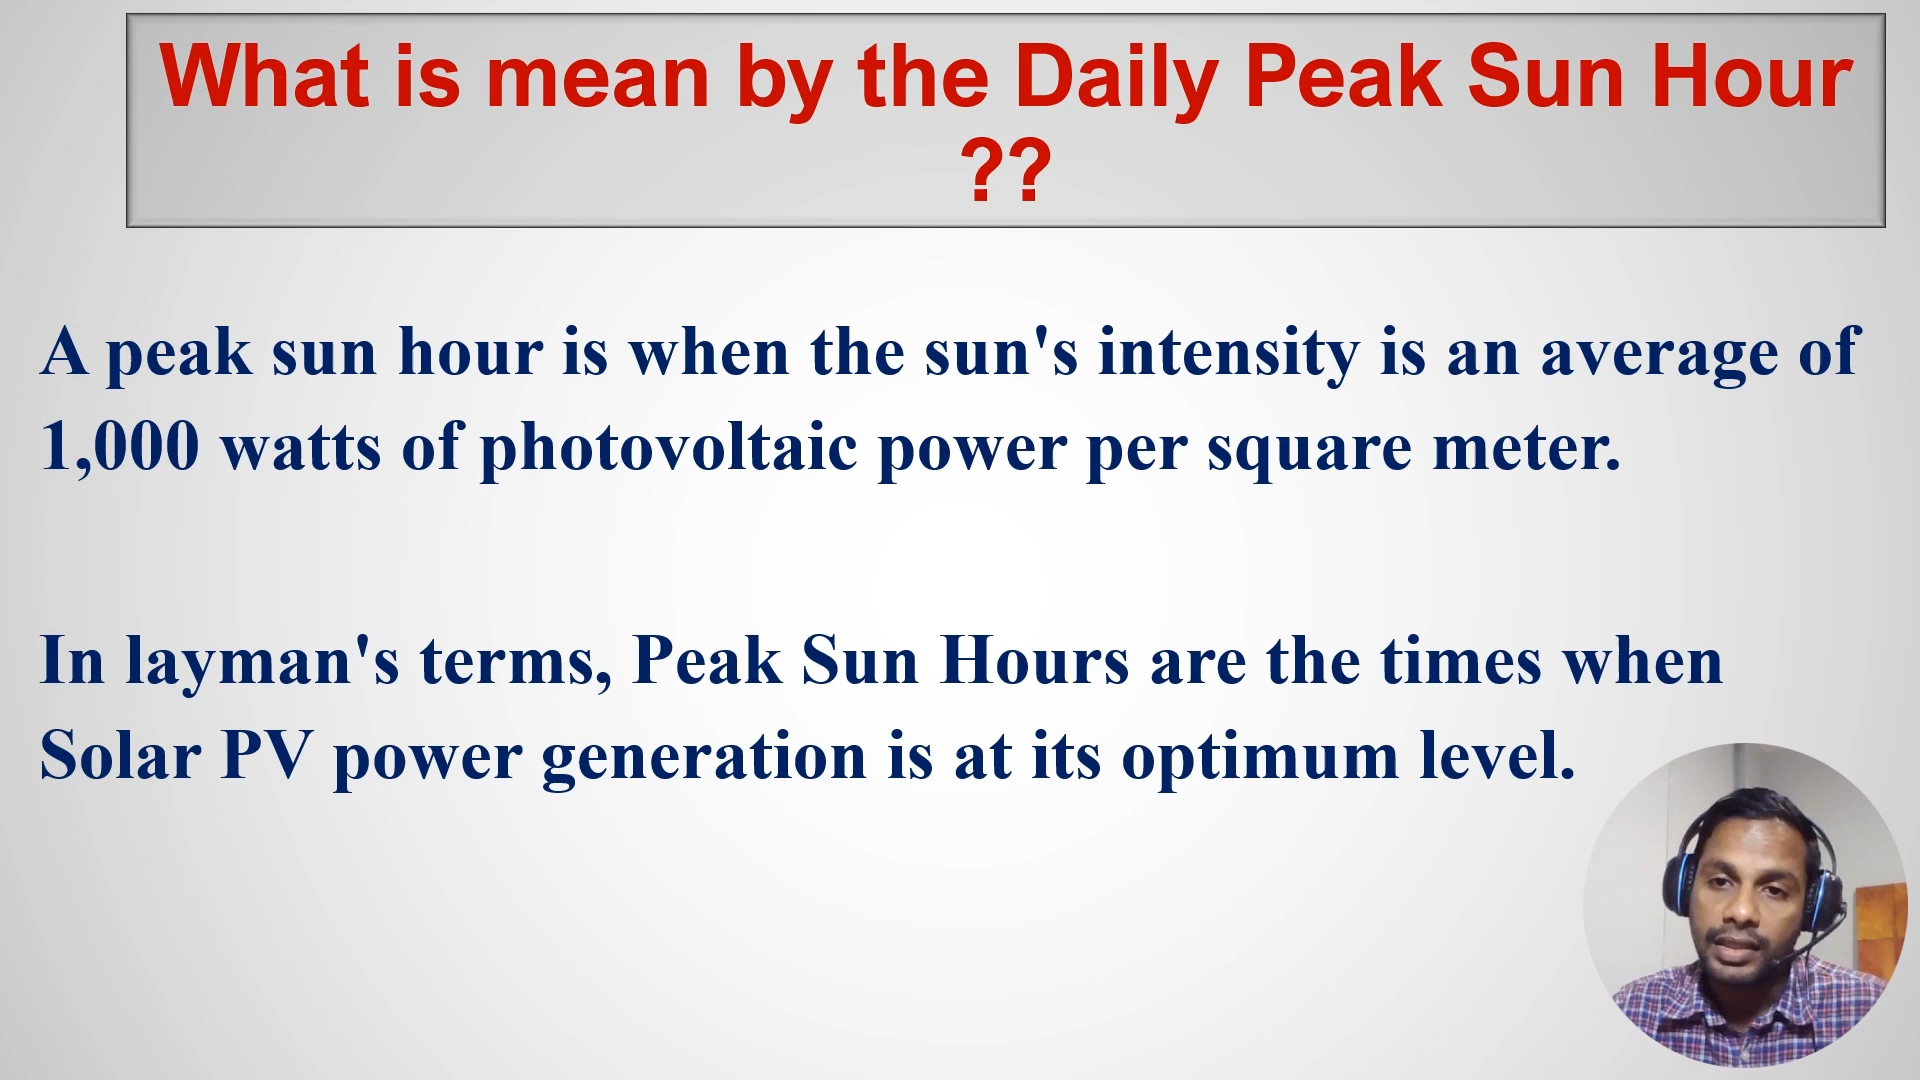 What is mean by the Daily Peak Sun Hour
??
A peak sun hour is when the sun's intensity is an average of
1,000 watts of photovoltaic power per square meter.
In layman's terms, Peak Sun Hours are the times when
Solar PV power generation is at its optimum level.